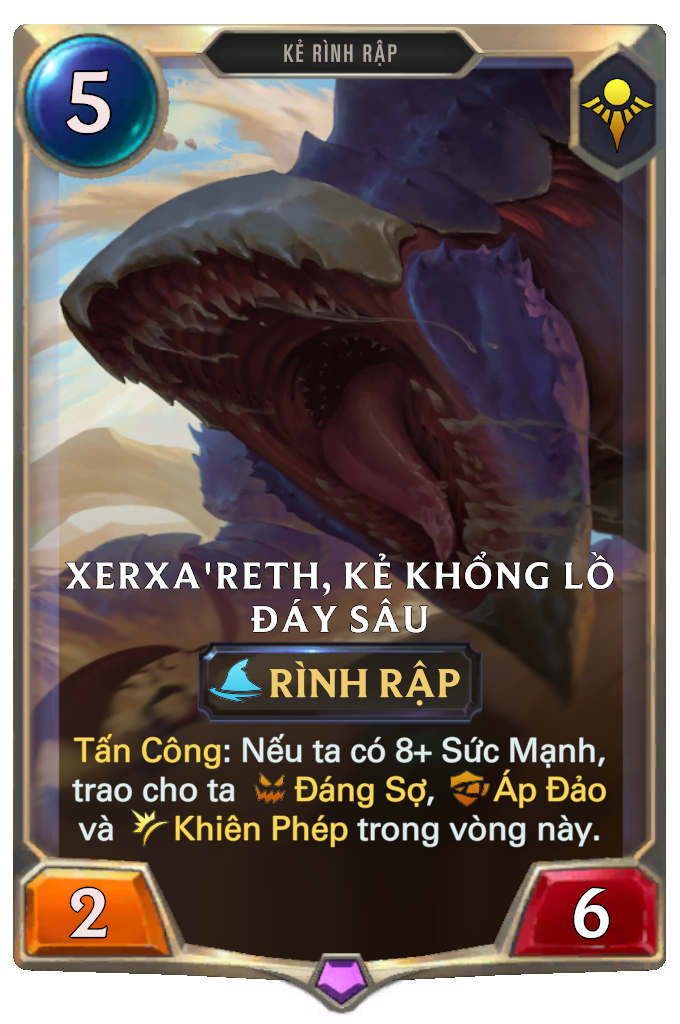 KẺ RÌNH RẬP
5
XERXA'RETH, KẺ KHỔNG LỒ
ĐÁY SÂU
RÌNH RẬP
Tấn Công: Nếu ta có 8+ Sức Mạnh,
trao cho ta Đáng Sợ, Áp Đảo
và Khiên Phép trong vòng này.
2
6